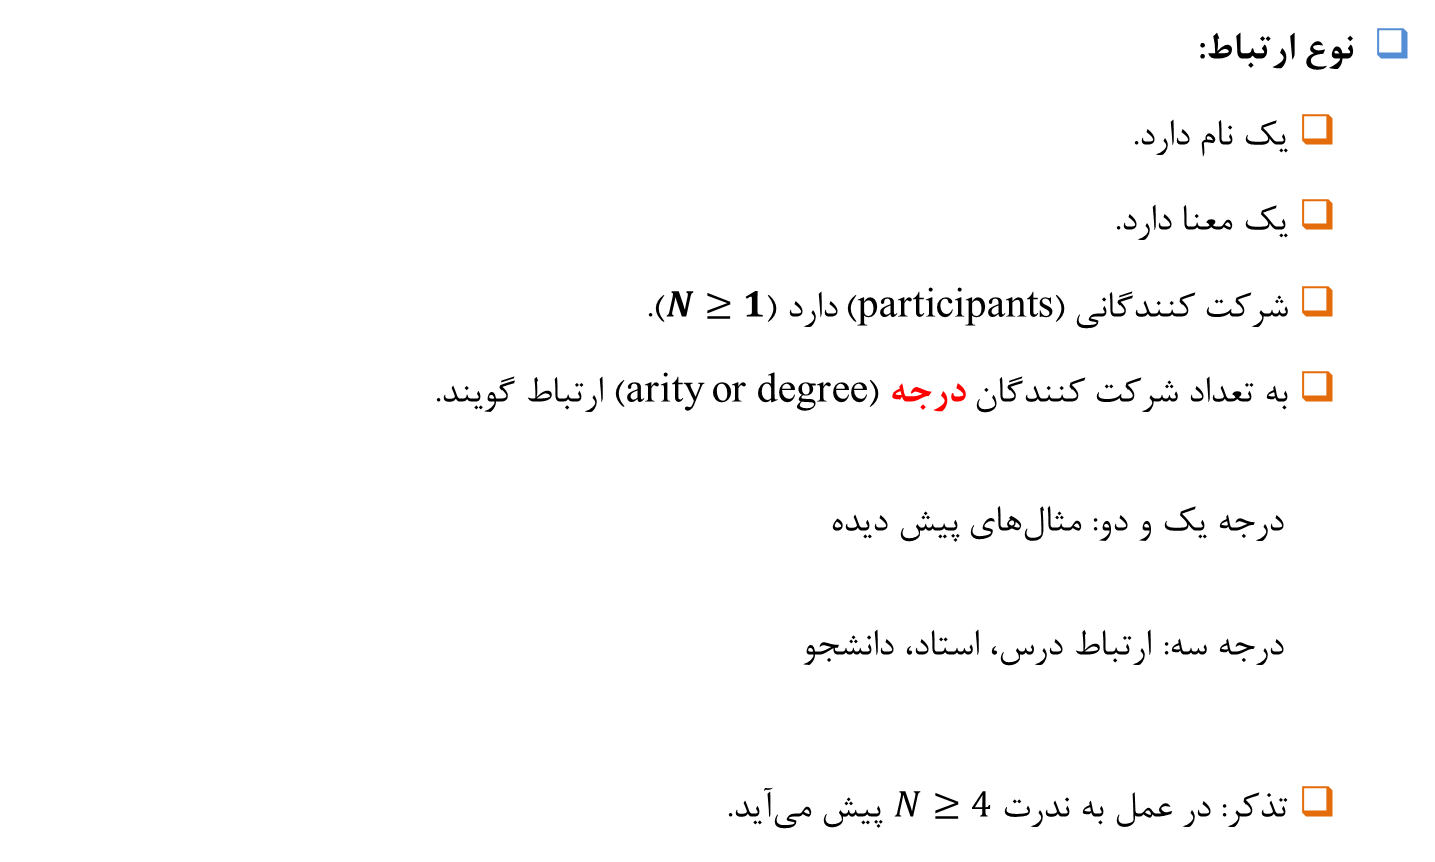 نوع ارتباط:
یک نام دارد.
یک معنا دارد.
شرکت کنندگانی (participants) دارد (N ≥ 1).
به تعداد شرکت کنندگان درجه (arity or degree) ارتباط گویند.
درجه یک و دو: مثال‌های پیش دیده
درجه سه: ارتباط درس، استاد، دانشجو
تذکر: در عمل به ندرت N ≥ 4 پیش می‌آید.